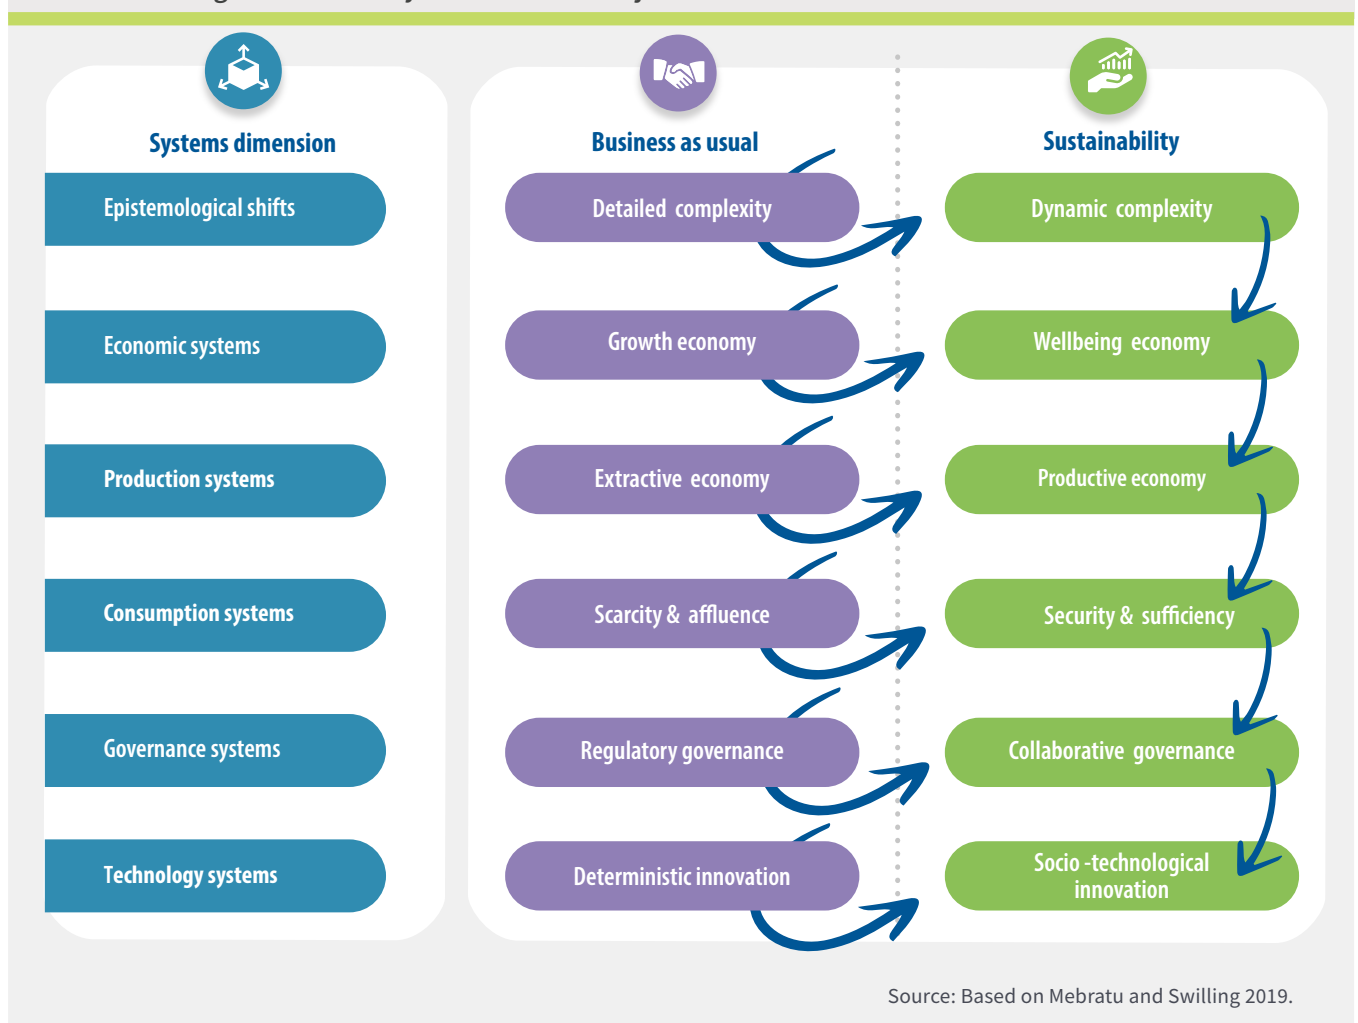 Systems dimension
Business as usual
Sustainability
Epistemological shifts
Detailed complexity
Dynamic complexity
Economic systems
Growth economy
Wellbeing economy
Production systems
Extractive economy
Productive economy
Consumption systems
Scarcity & affluence
Security & sufficiency
Governance systems
Regulatory governance
Collaborative governance
Technology systems
Deterministic innovation
Socio -technological
innovation
Source: Based on Mebratu and Swilling 2019.